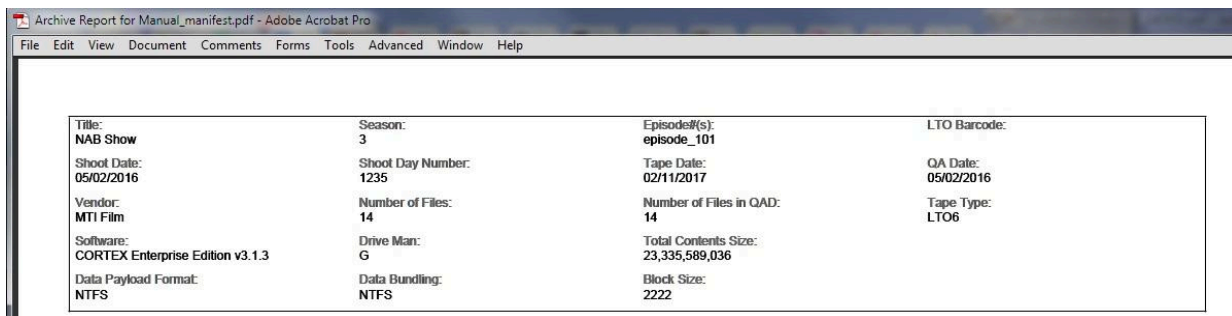 Archive Report for Manual_manifest.pdf - Adobe Acrobat Pro
File Edit View Document Comments Forms Tools Advanced Window Help
Title: Season: Episode#(s): LTO Barcode:
NAB Show 3 episode_101
Shoot Date: Shoot Day Number: Tape Date: QA Date:
05/02/2016 1235 02/11/2017 05/02/2016
Vendor: Number of Files: Number of Files in QAD: Tape Type:
MTI Film 14 14 LTO6
Software: Drive Man: Total Contents Size:
CORTEX Enterprise Edition v3.1.3 G 23,335,589,036
Data Payload Format: Data Bundling: Block Size:
NTFS NTFS 2222